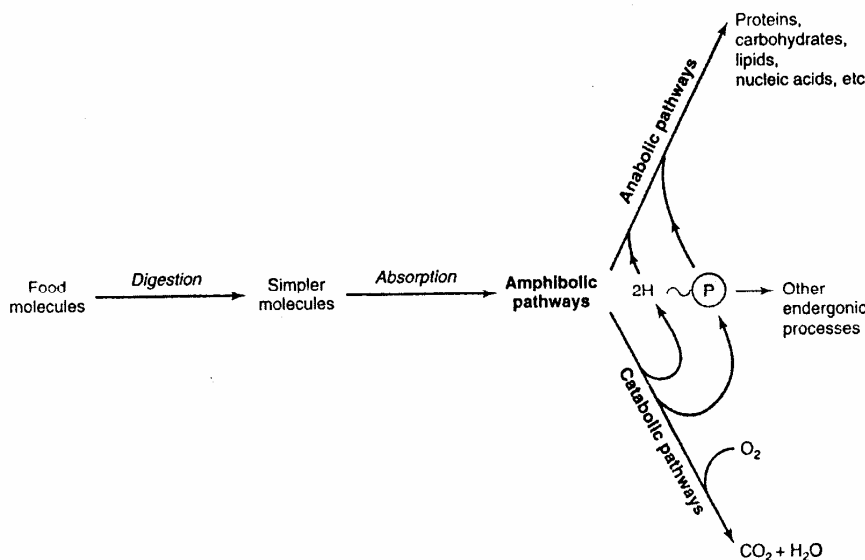 Proteins,
carbohydrates,
lipids,
nucleic acids, etc
Anabolic pathways
Food
molecules
Digestion
Simpler
molecules
Absorption
Amphibolic
pathways
2H
~
P
Other
endergonic
processes
Catabolic pathways
O₂
CO₂ + H₂O